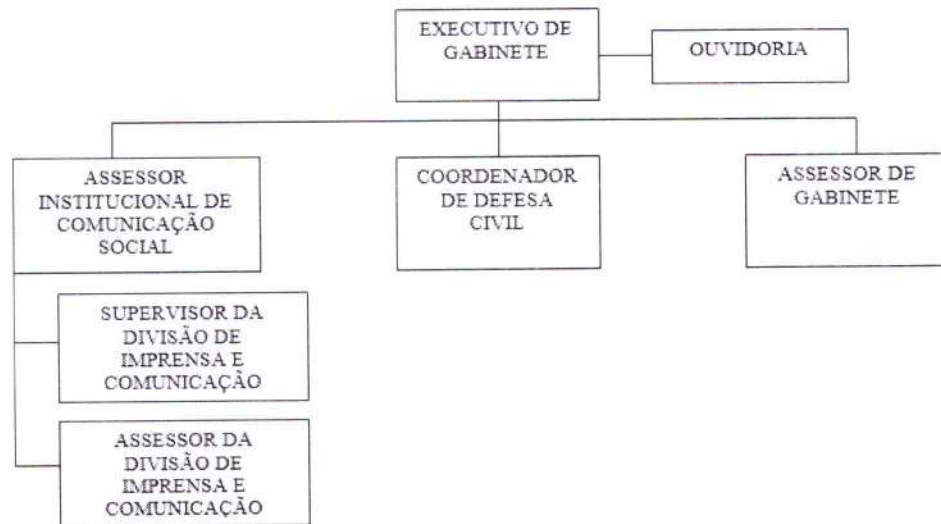 EXECUTIVO DE
GABINETE
OUVIDORIA
ASSESSOR
INSTITUCIONAL DE
COMUNICAÇÃO
SOCIAL
COORDENADOR
DE DEFESA
CIVIL
ASSESSOR DE
GABINETE
SUPERVISOR DA
DIVISÃO DE
IMPRENSA E
COMUNICAÇÃO
ASSESSOR DA
DIVISÃO DE
IMPRENSA E
COMUNICAÇÃO